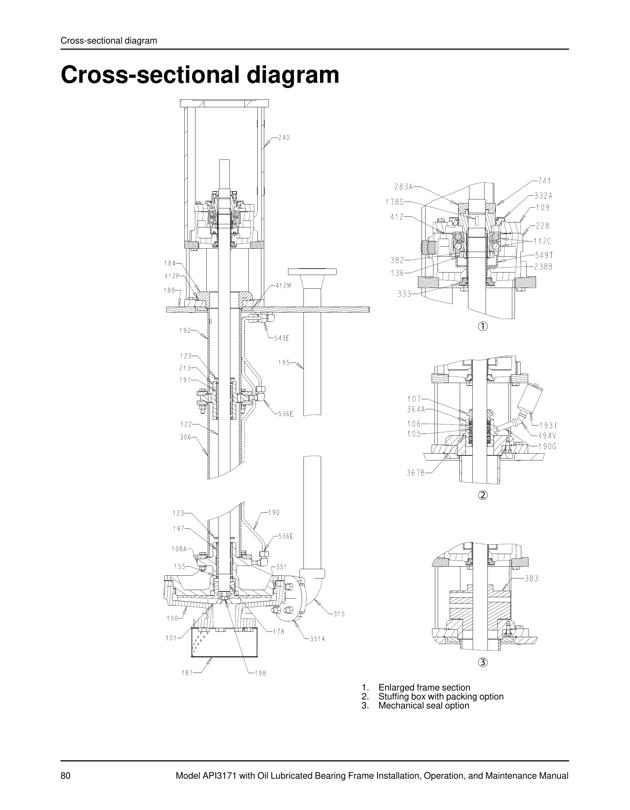 Cross-sectional diagram
Cross-sectional diagram
240
184
412P
189
412M
192
543E
123
213
197
195
536E
122
306
123
190
197
536E
108A
155
351
100
315
101
178
351A
187
198
283A
741
178S
332A
412
109
228
112C
382
549T
136
238B
333
1
107
364A
106
193I
105
494V
190G
367B
2
383
3
1. Enlarged frame section
2. Stuffing box with packing option
3. Mechanical seal option
80 Model API3171 with Oil Lubricated Bearing Frame Installation, Operation, and Maintenance Manual